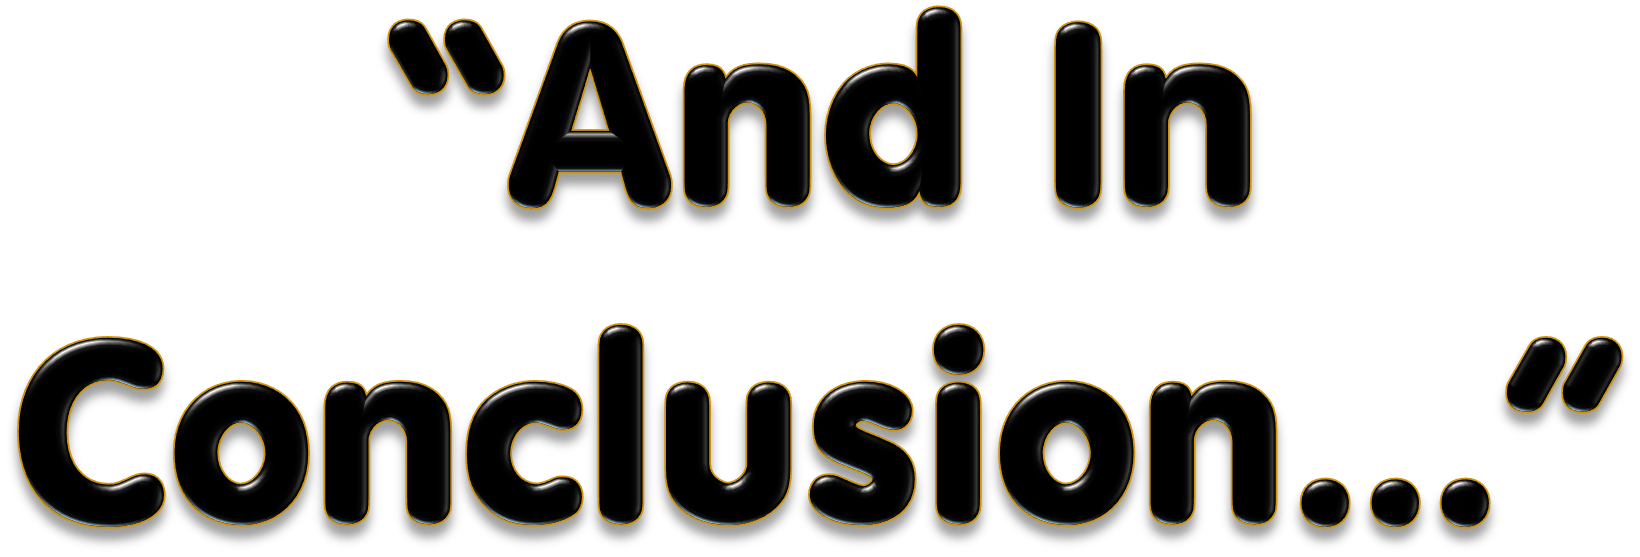 “And In
Conclusion...”